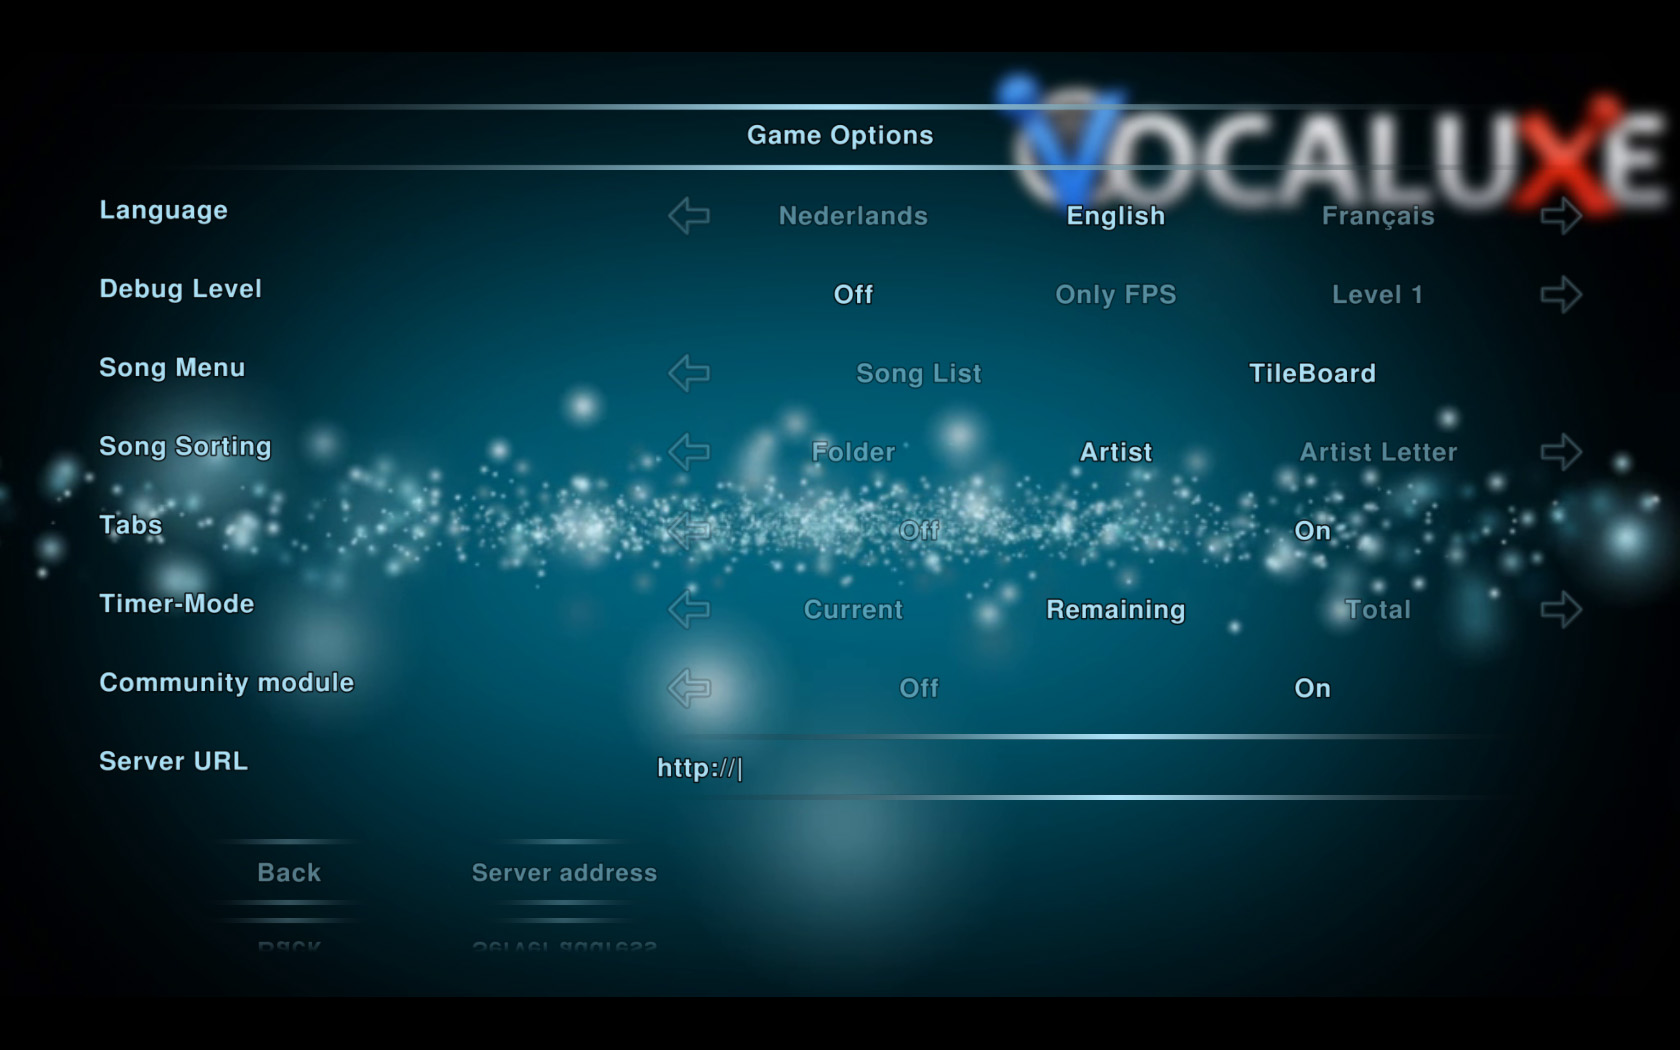 VOCALUXE
Game Options
Language Nederlands English Français
Debug Level Off Only FPS Level 1
Song Menu Song List TileBoard
Song Sorting Folder Artist Artist Letter
Tabs Off On
Timer-Mode Current Remaining Total
Community module Off On
Server URL http://|
Back Server address